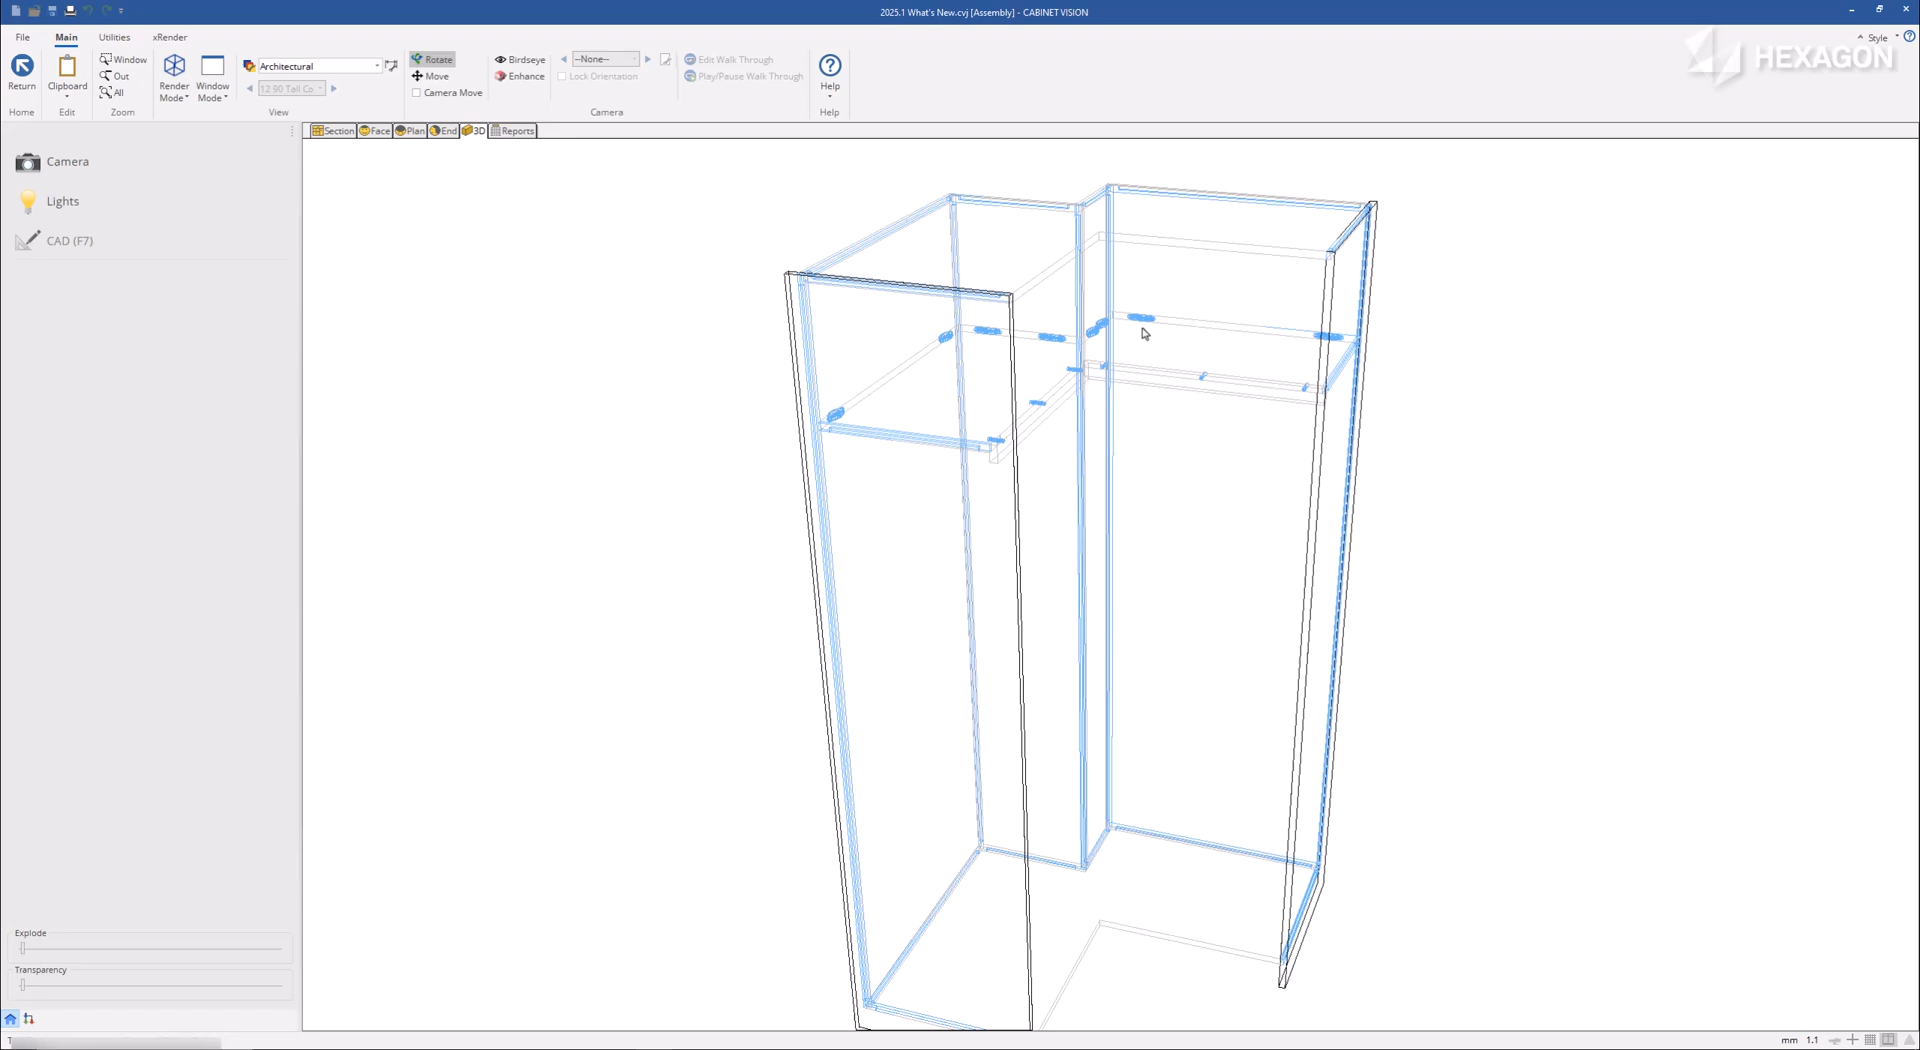 2025.1 What's New.cvj [Assembly] - CABINET VISION
File Main Utilities xRender Style
HEXAGON
Return Clipboard Window Out All Render Mode Window Mode
Architectural
12 90 Tall Co
Rotate Move Camera Move
Birdseye Enhance
--None--
Lock Orientation
Edit Walk Through
Play/Pause Walk Through
Help
Home Edit Zoom View Camera Help
Section Face Plan End 3D Reports
Camera
Lights
CAD (F7)
Explode
Transparency
mm 1.1